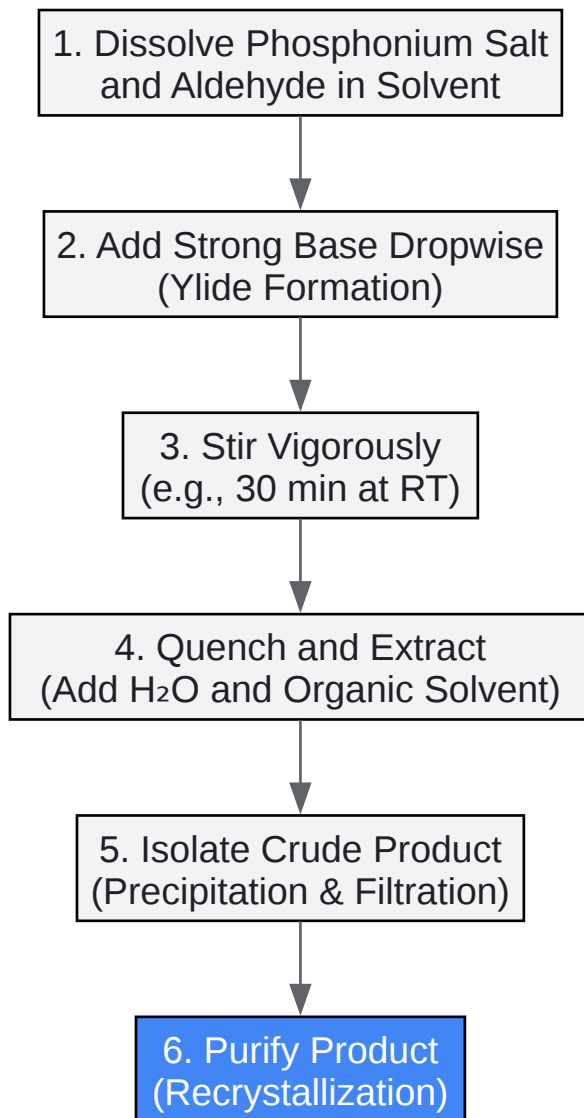 1. Dissolve Phosphonium Salt
and Aldehyde in Solvent
2. Add Strong Base Dropwise
(Ylide Formation)
3. Stir Vigorously
(e.g., 30 min at RT)
4. Quench and Extract
(Add H₂O and Organic Solvent)
5. Isolate Crude Product
(Precipitation & Filtration)
6. Purify Product
(Recrystallization)